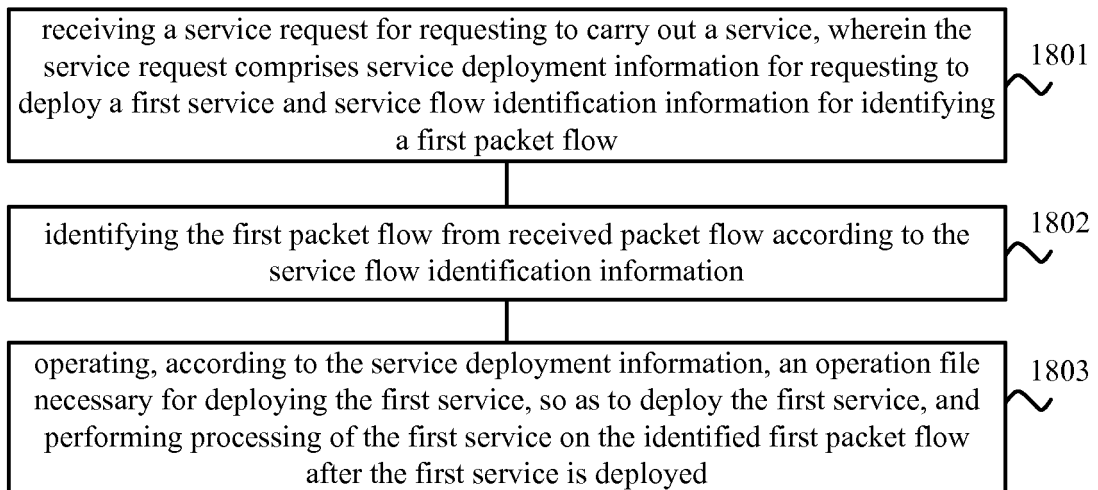 receiving a service request for requesting to carry out a service, wherein the
service request comprises service deployment information for requesting to
deploy a first service and service flow identification information for identifying
a first packet flow
1801
identifying the first packet flow from received packet flow according to the
service flow identification information
1802
operating, according to the service deployment information, an operation file
necessary for deploying the first service, so as to deploy the first service, and
performing processing of the first service on the identified first packet flow
after the first service is deployed
1803